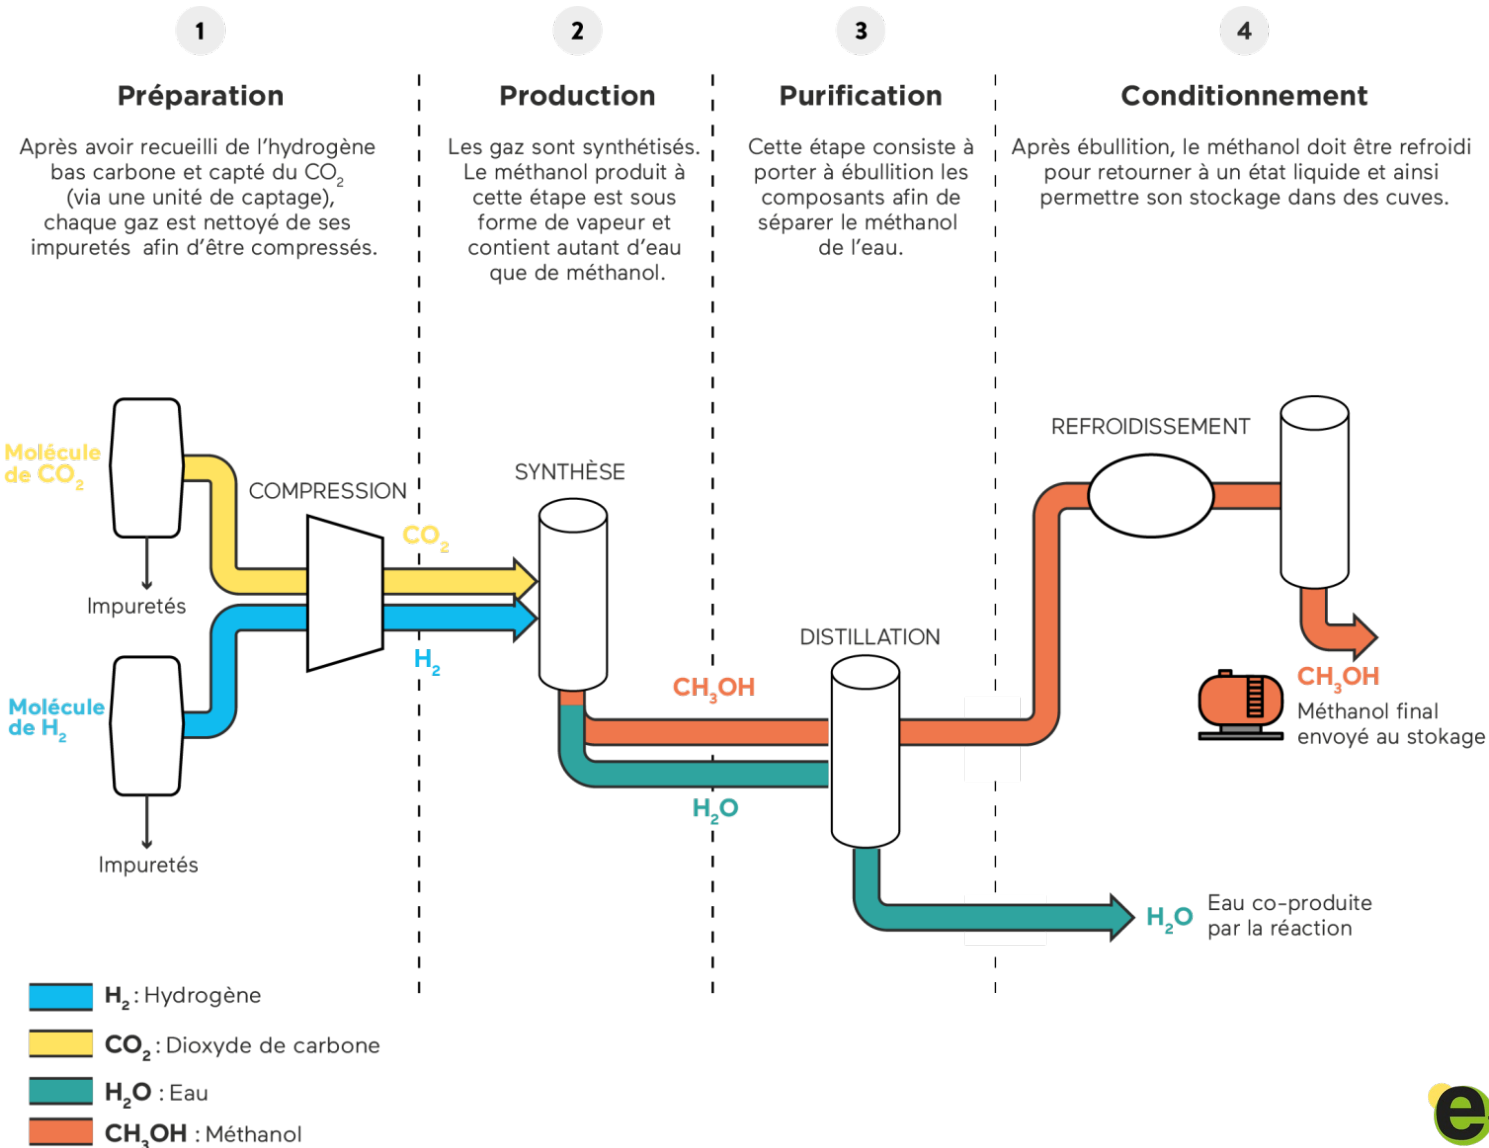 1
Préparation
Après avoir recueilli de l'hydrogène
bas carbone et capté du CO₂
(via une unité de captage),
chaque gaz est nettoyé de ses
impuretés afin d'être compressés.
2
Production
Les gaz sont synthétisés.
Le méthanol produit à
cette étape est sous
forme de vapeur et
contient autant d'eau
que de méthanol.
3
Purification
Cette étape consiste à
porter à ébullition les
composants afin de
séparer le méthanol
de l'eau.
4
Conditionnement
Après ébullition, le méthanol doit être refroidi
pour retourner à un état liquide et ainsi
permettre son stockage dans des cuves.
Molécule
de CO₂
Impuretés
COMPRESSION
CO₂
H₂
Molécule
de H₂
Impuretés
SYNTHÈSE
CH₃OH
H₂O
DISTILLATION
REFROIDISSEMENT
CH₃OH
Méthanol final
envoyé au stokage
H₂O
Eau co-produite
par la réaction
H₂ : Hydrogène
CO₂ : Dioxyde de carbone
H₂O : Eau
CH₃OH : Méthanol
e